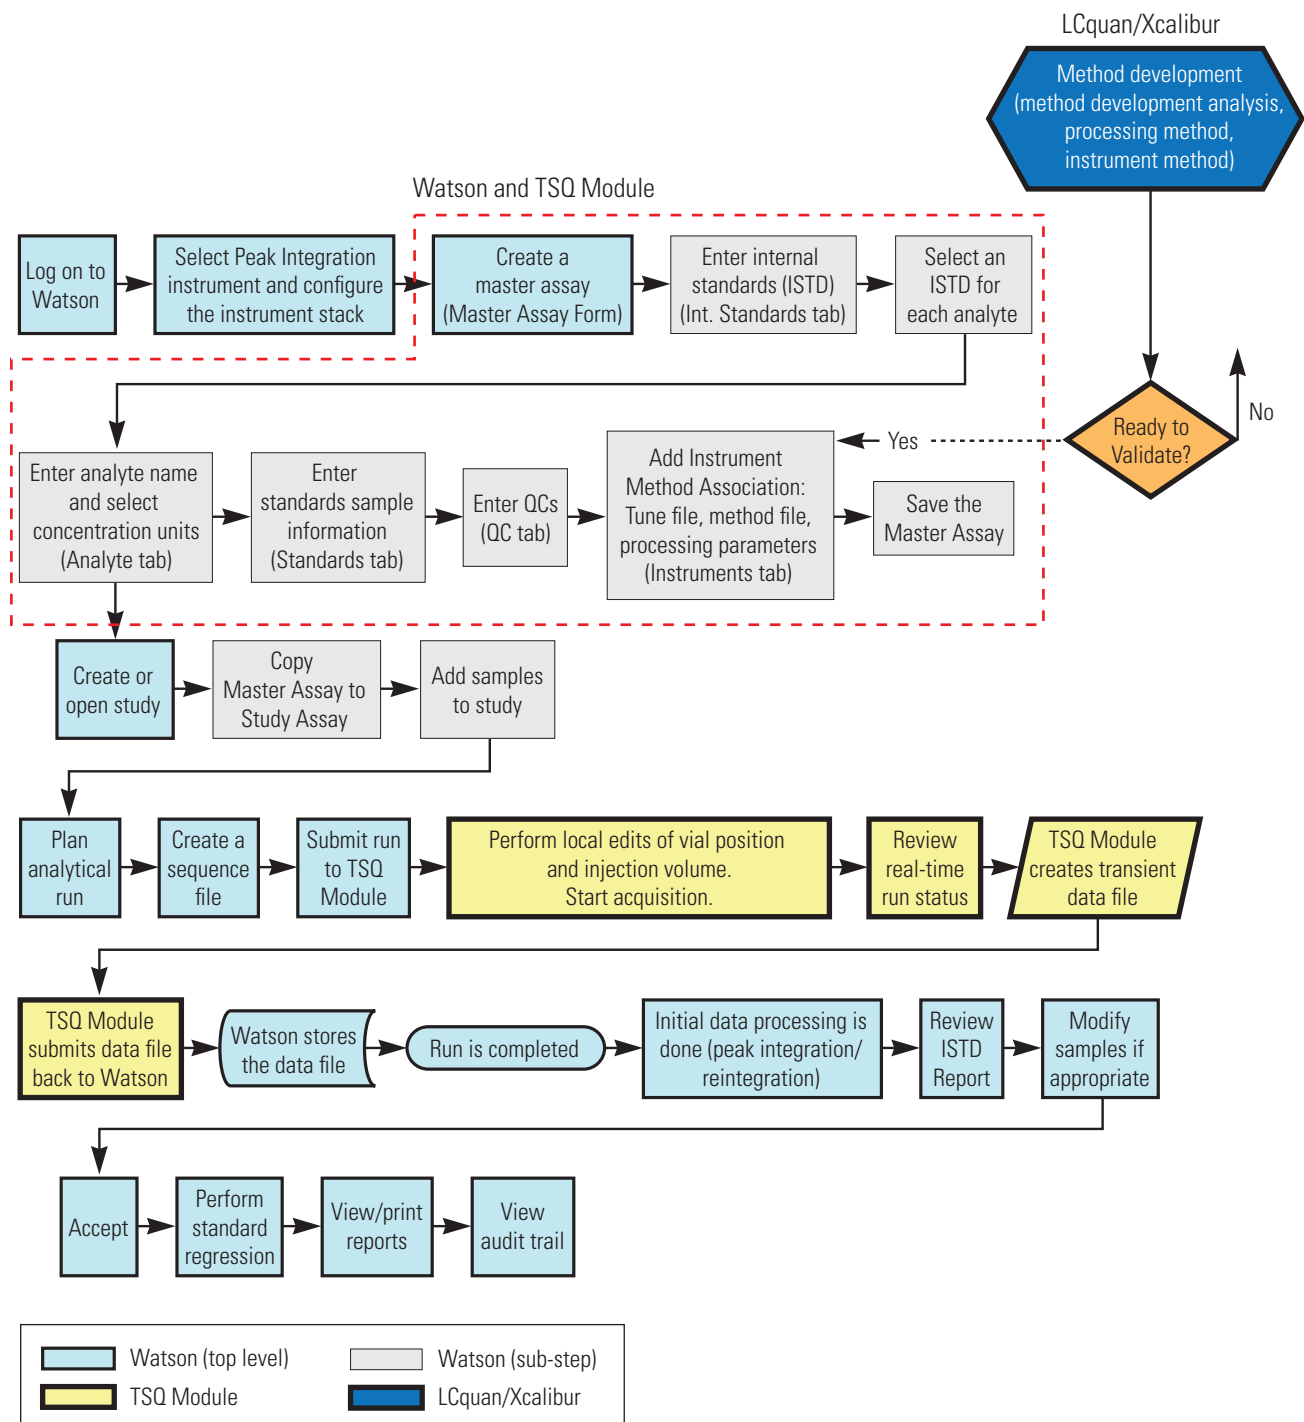 LCquan/Xcalibur
Method development
(method development analysis,
processing method,
instrument method)
Watson and TSQ Module
Log on to
Watson
Select Peak Integration
instrument and configure
the instrument stack
Create a
master assay
(Master Assay Form)
Enter internal
standards (ISTD)
(Int. Standards tab)
Select an
ISTD for
each analyte
Ready to
Validate?
No
Yes
Enter analyte name
and select
concentration units
(Analyte tab)
Enter
standards sample
information
(Standards tab)
Enter QCs
(QC tab)
Add Instrument
Method Association:
Tune file, method file,
processing parameters
(Instruments tab)
Save the
Master Assay
Create or
open study
Copy
Master Assay to
Study Assay
Add samples
to study
Plan
analytical
run
Create a
sequence
file
Submit run
to TSQ
Module
Perform local edits of vial position
and injection volume.
Start acquisition.
Review
real-time
run status
TSQ Module
creates transient
data file
TSQ Module
submits data file
back to Watson
Watson stores
the data file
Run is completed
Initial data processing is
done (peak integration/
reintegration)
Review
ISTD
Report
Modify
samples if
appropriate
Accept
Perform
standard
regression
View/print
reports
View
audit trail
Watson (top level)
Watson (sub-step)
TSQ Module
LCquan/Xcalibur